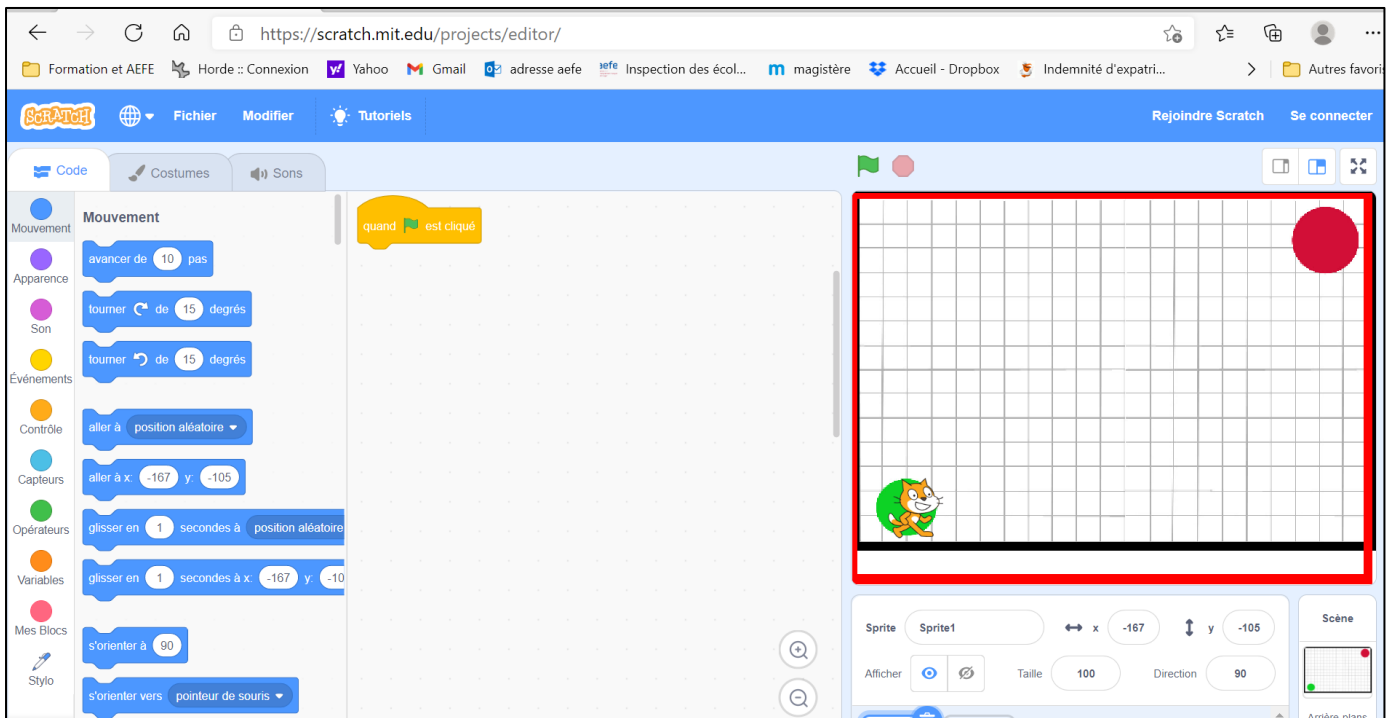 https://scratch.mit.edu/projects/editor/
Formation et AEFE Horde :: Connexion Yahoo Gmail adresse aefe Inspection des écol... magistère Accueil - Dropbox Indemnité d'expatri... Autres favoris
SCRATCH Fichier Modifier Tutoriels Rejoindre Scratch Se connecter
Code Costumes Sons
Mouvement
Apparence
Son
Événements
Contrôle
Capteurs
Opérateurs
Variables
Mes Blocs
Stylo
Mouvement
avancer de 10 pas
tourner de 15 degrés
tourner de 15 degrés
aller à position aléatoire
aller à x: -167 y: -105
glisser en 1 secondes à position aléatoire
glisser en 1 secondes à x: -167 y: -10
s'orienter à 90
s'orienter vers pointeur de souris
quand est cliqué
Sprite Sprite1 x -167 y -105
Afficher Taille 100 Direction 90
Scène
Arrière-plans